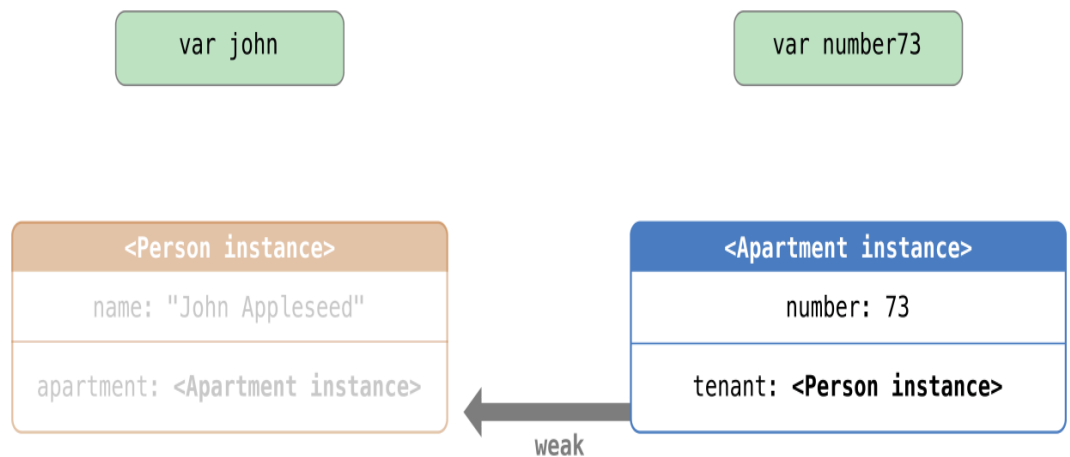 var john
var number73
<Person instance>
name: "John Appleseed"
apartment: <Apartment instance>
<Apartment instance>
number: 73
tenant: <Person instance>
weak